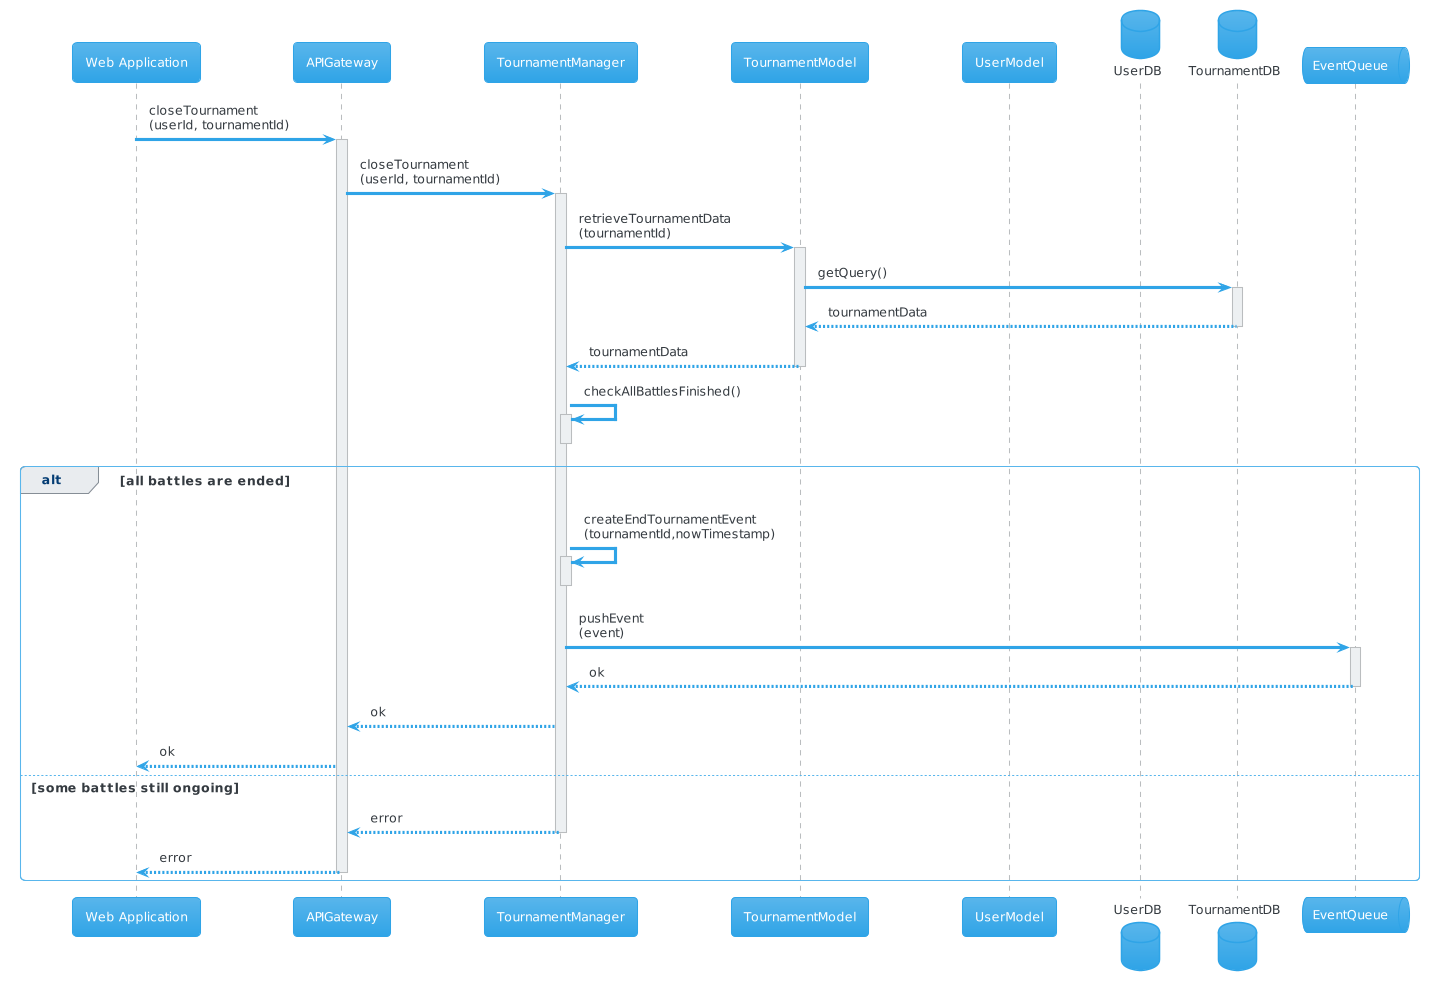 UserDB
TournamentDB
Web Application
APIGateway
TournamentManager
TournamentModel
UserModel
EventQueue
closeTournament
(userId, tournamentId)
closeTournament
(userId, tournamentId)
retrieveTournamentData
(tournamentId)
getQuery()
tournamentData
tournamentData
checkAllBattlesFinished()
alt
[all battles are ended]
createEndTournamentEvent
(tournamentId,nowTimestamp)
pushEvent
(event)
ok
ok
ok
[some battles still ongoing]
error
error
Web Application
APIGateway
TournamentManager
TournamentModel
UserModel
UserDB
TournamentDB
EventQueue